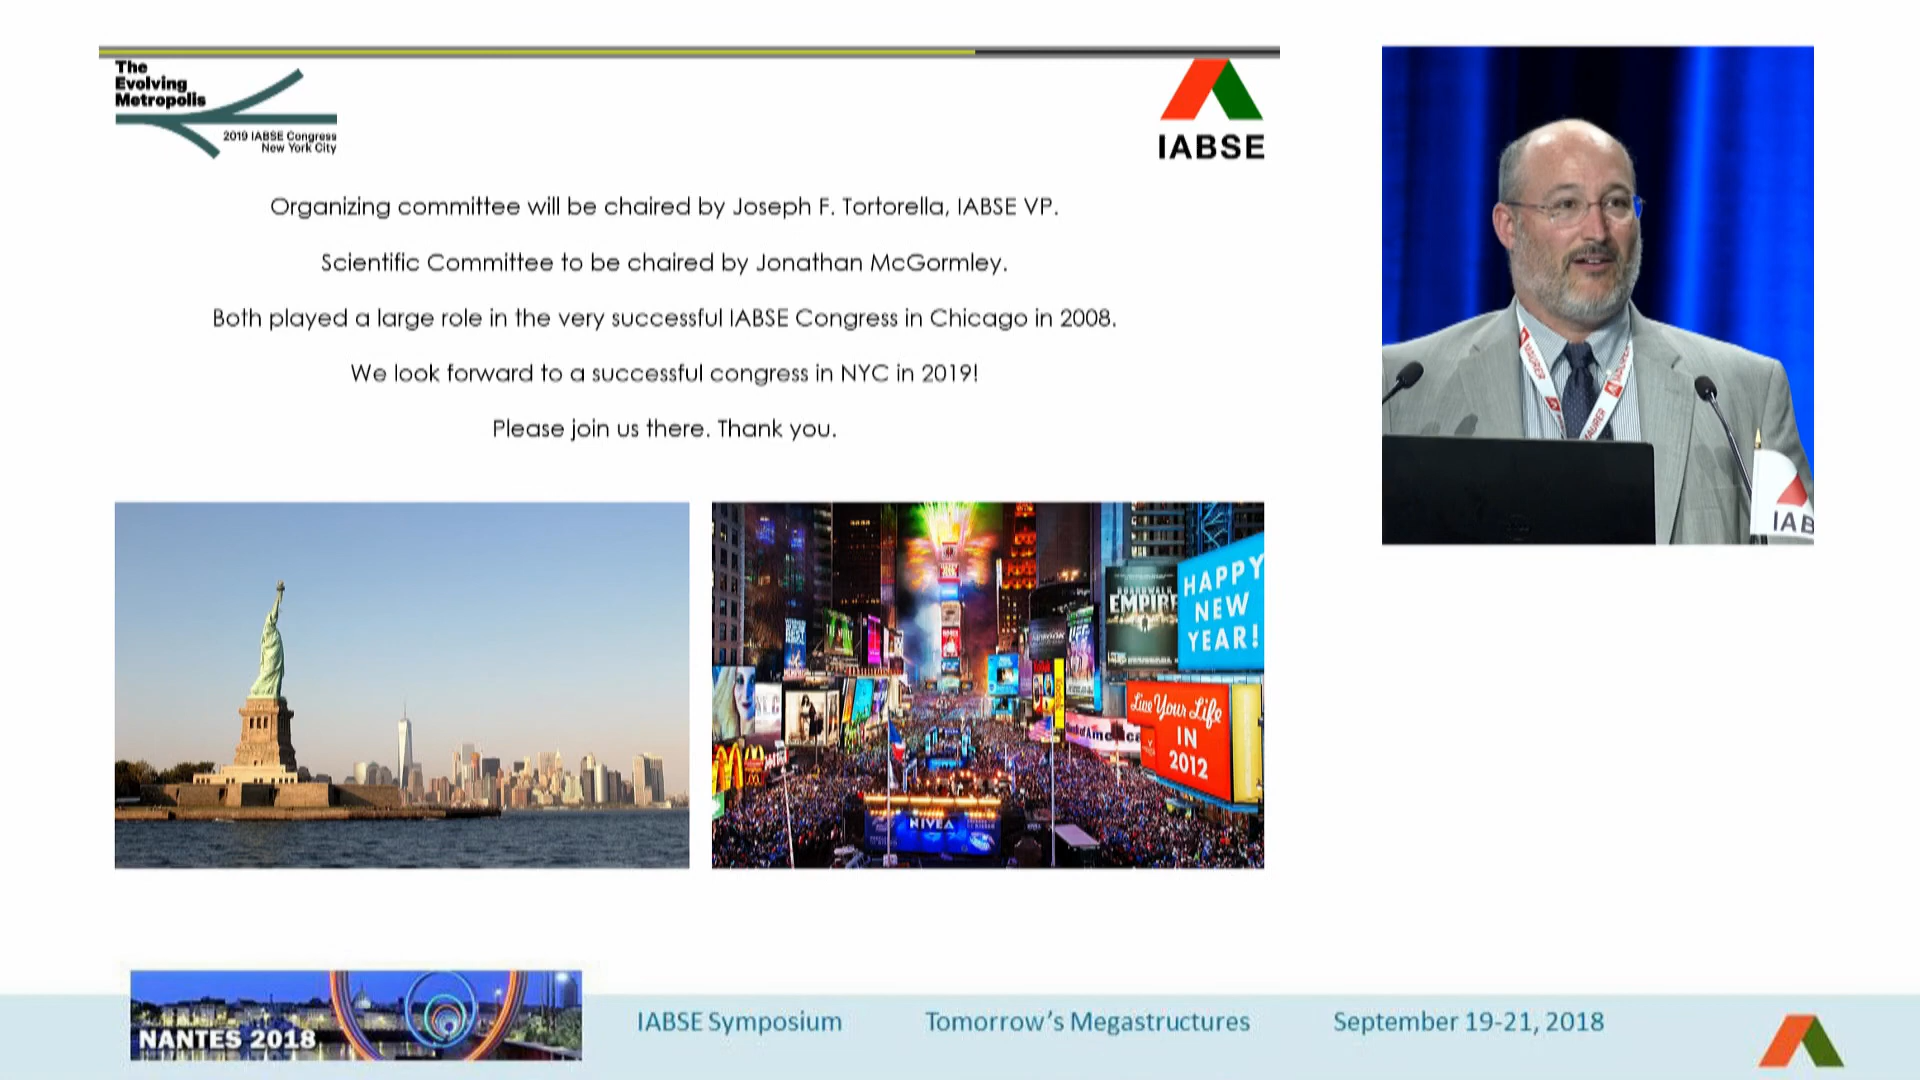 The
Evolving
Metropolis
2019 IABSE Congress
New York City
IABSE
Organizing committee will be chaired by Joseph F. Tortorella, IABSE VP.
Scientific Committee to be chaired by Jonathan McGormley.
Both played a large role in the very successful IABSE Congress in Chicago in 2008.
We look forward to a successful congress in NYC in 2019!
Please join us there. Thank you.
MAURER
MAURER
MAURER
IAB
BOARDWALK
EMPIRE
HAPPY
NEW
YEAR!
Live Your Life
IN
2012
NIVEA
NANTES 2018
IABSE Symposium
Tomorrow's Megastructures
September 19-21, 2018